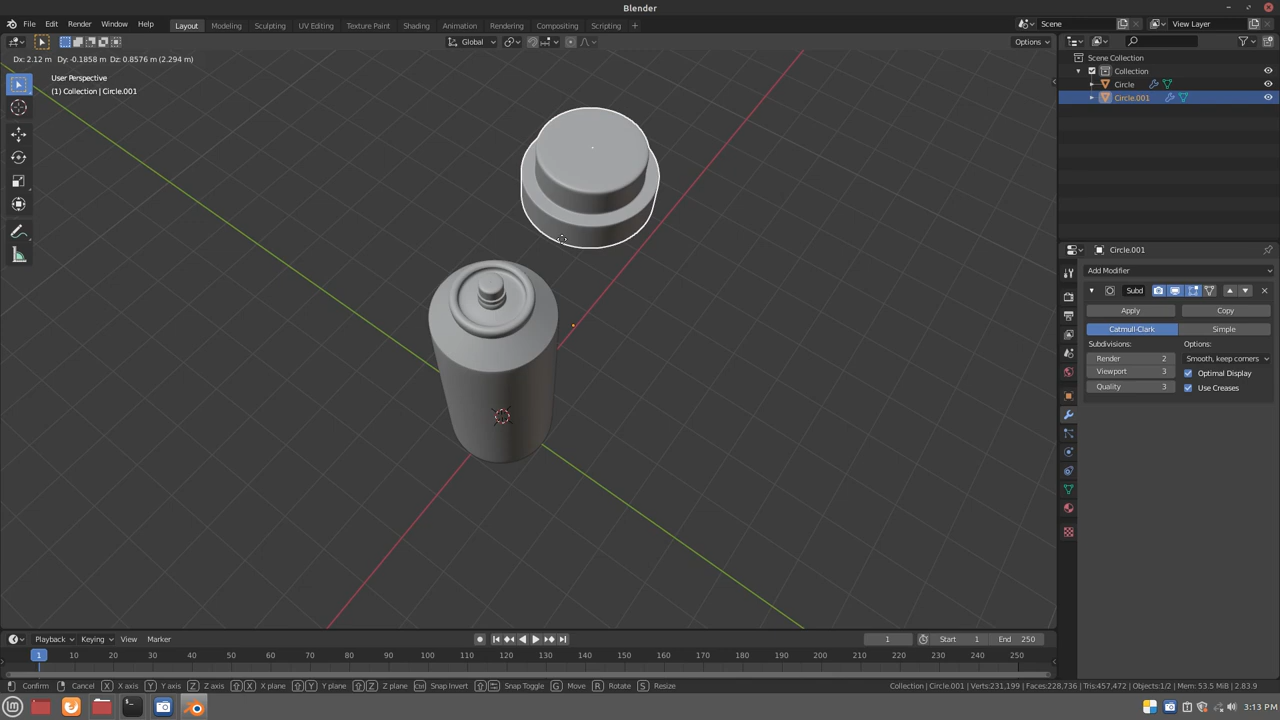 Blender
File Edit Render Window Help
Layout Modeling Sculpting UV Editing Texture Paint Shading Animation Rendering Compositing Scripting +
Scene View Layer
Global
Options
Dx: 2.12 m Dy: -0.1858 m Dz: 0.8576 m (2.294 m)
User Perspective
(1) Collection | Circle.001
Scene Collection
Collection
Circle
Circle.001
Circle.001
Add Modifier
Subd
Apply Copy
Catmull-Clark Simple
Subdivisions: Options:
Render 2 Smooth, keep corners
Viewport 3 Optimal Display
Quality 3 Use Creases
Playback Keying View Marker
1 Start 1 End 250
1 10 20 30 40 50 60 70 80 90 100 110 120 130 140 150 160 170 180 190 200 210 220 230 240 250
Confirm Cancel X X axis Y Y axis Z Z axis X X plane Y Y plane Z Z plane Ctrl Snap Invert Snap Toggle G Move R Rotate S Resize
Collection | Circle.001 | Verts:231,199 | Faces:228,736 | Tris:457,472 | Objects:1/2 | Mem: 53.5 MiB | 2.83.9
3:13 PM